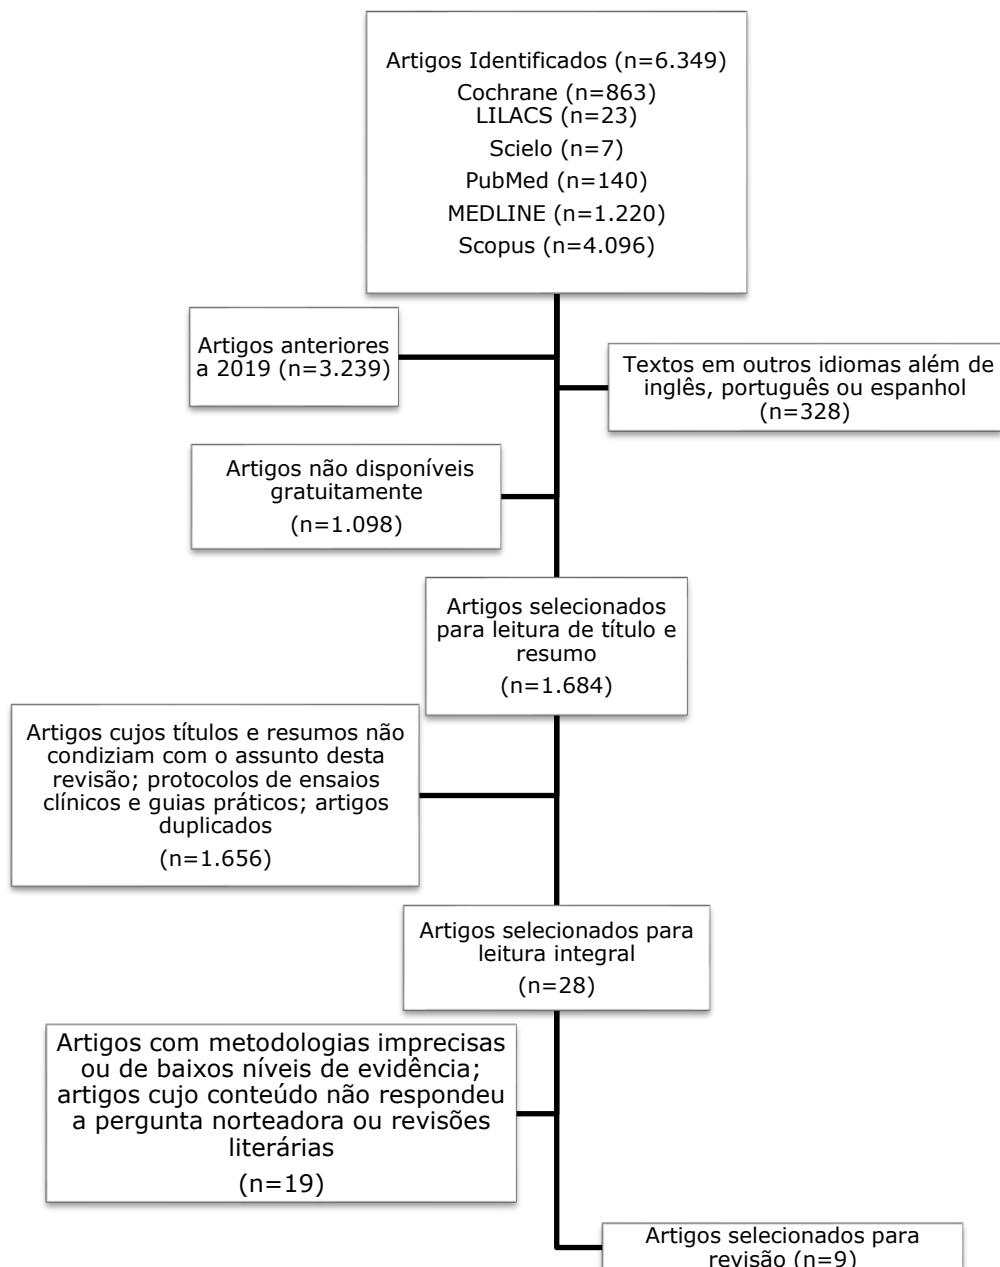 Artigos Identificados (n=6.349)
Cochrane (n=863)
LILACS (n=23)
Scielo (n=7)
PubMed (n=140)
MEDLINE (n=1.220)
Scopus (n=4.096)
Artigos anteriores
a 2019 (n=3.239)
Textos em outros idiomas além de
inglês, português ou espanhol
(n=328)
Artigos não disponíveis
gratuitamente
(n=1.098)
Artigos selecionados
para leitura de título e
resumo
(n=1.684)
Artigos cujos títulos e resumos não
condiziam com o assunto desta
revisão; protocolos de ensaios
clínicos e guias práticos; artigos
duplicados
(n=1.656)
Artigos selecionados para
leitura integral
(n=28)
Artigos com metodologias imprecisas
ou de baixos níveis de evidência;
artigos cujo conteúdo não respondeu
a pergunta norteadora ou revisões
literárias
(n=19)
Artigos selecionados para
revisão (n=9)